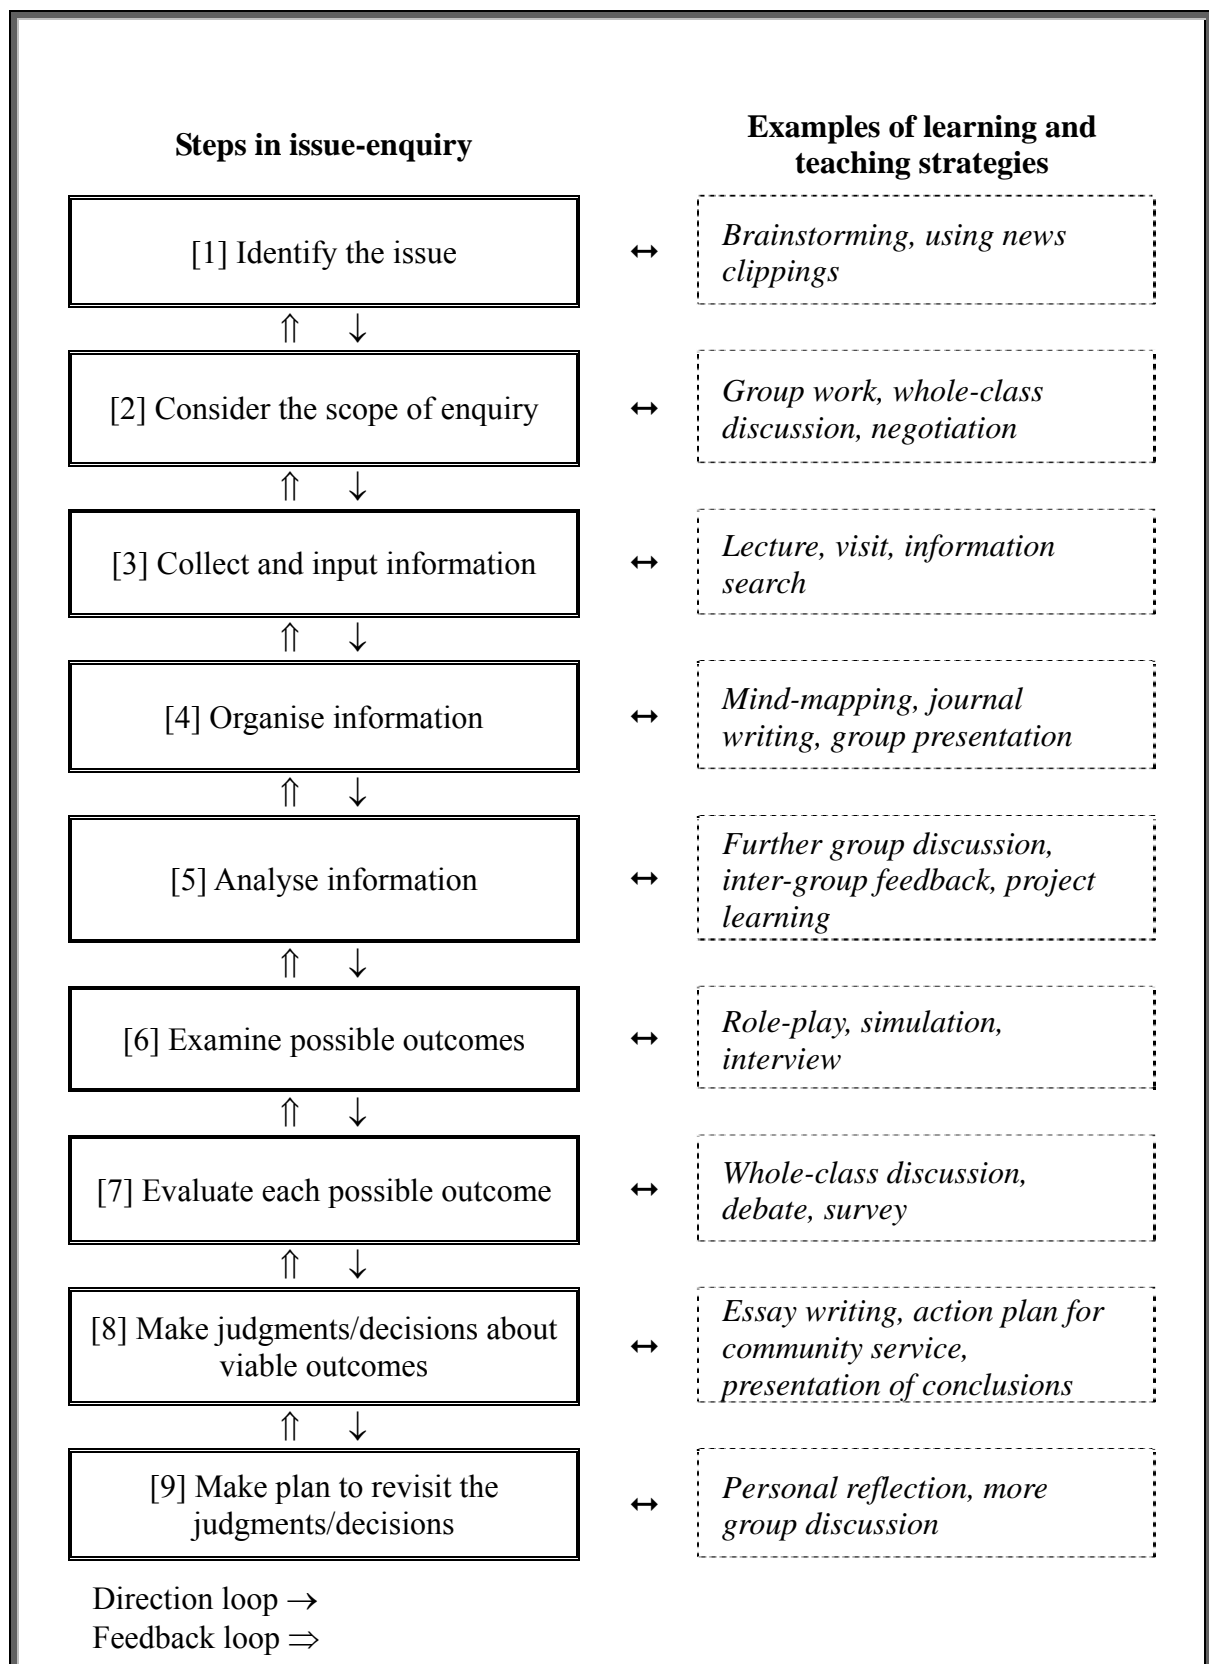 Steps in issue-enquiry
Examples of learning and
teaching strategies
[1] Identify the issue
↔
Brainstorming, using news
clippings
⇑ ↓
[2] Consider the scope of enquiry
↔
Group work, whole-class
discussion, negotiation
⇑ ↓
[3] Collect and input information
↔
Lecture, visit, information
search
⇑ ↓
[4] Organise information
↔
Mind-mapping, journal
writing, group presentation
⇑ ↓
[5] Analyse information
↔
Further group discussion,
inter-group feedback, project
learning
⇑ ↓
[6] Examine possible outcomes
↔
Role-play, simulation,
interview
⇑ ↓
[7] Evaluate each possible outcome
↔
Whole-class discussion,
debate, survey
⇑ ↓
[8] Make judgments/decisions about
viable outcomes
↔
Essay writing, action plan for
community service,
presentation of conclusions
⇑ ↓
[9] Make plan to revisit the
judgments/decisions
↔
Personal reflection, more
group discussion
Direction loop →
Feedback loop ⇒